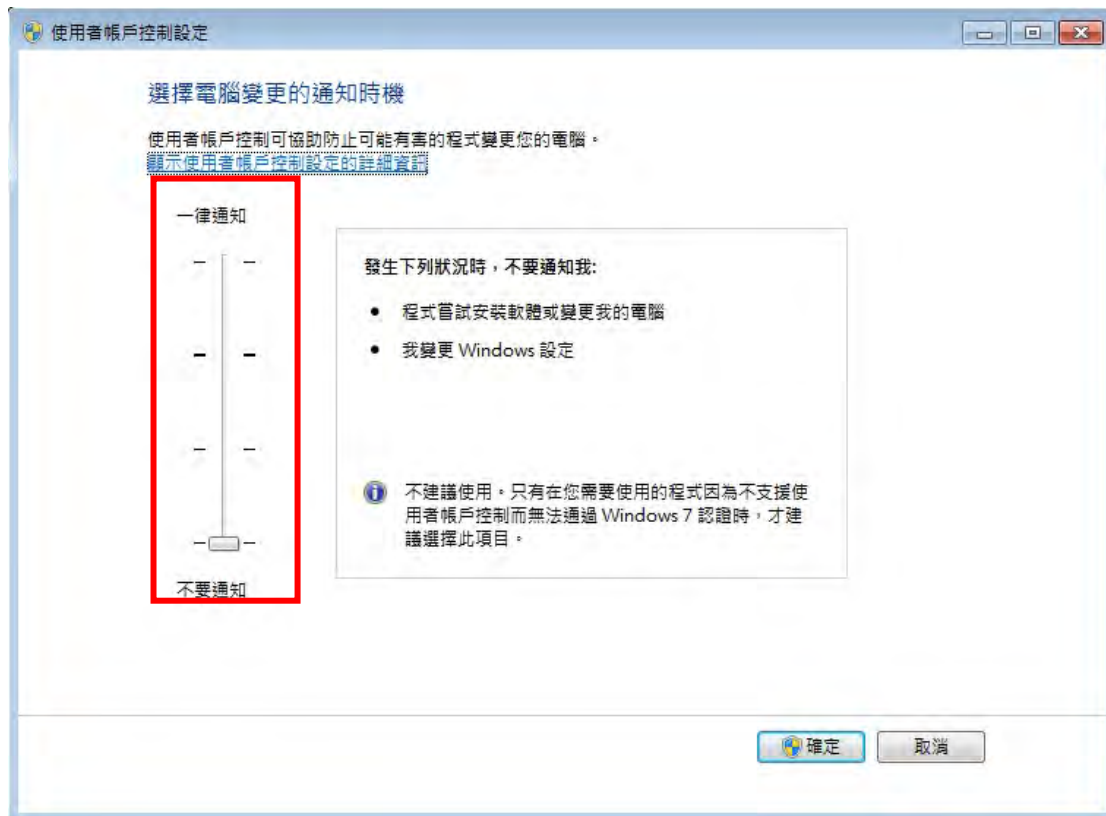 使用者帳戶控制設定
選擇電腦變更的通知時機
使用者帳戶控制可協助防止可能有害的程式變更您的電腦。
顯示使用者帳戶控制設定的詳細資訊
一律通知
發生下列狀況時，不要通知我:
• 程式嘗試安裝軟體或變更我的電腦
• 我變更 Windows 設定
不建議使用。只有在您需要使用的程式因為不支援使
用者帳戶控制而無法通過 Windows 7 認證時，才建
議選擇此項目。
不要通知
確定
取消